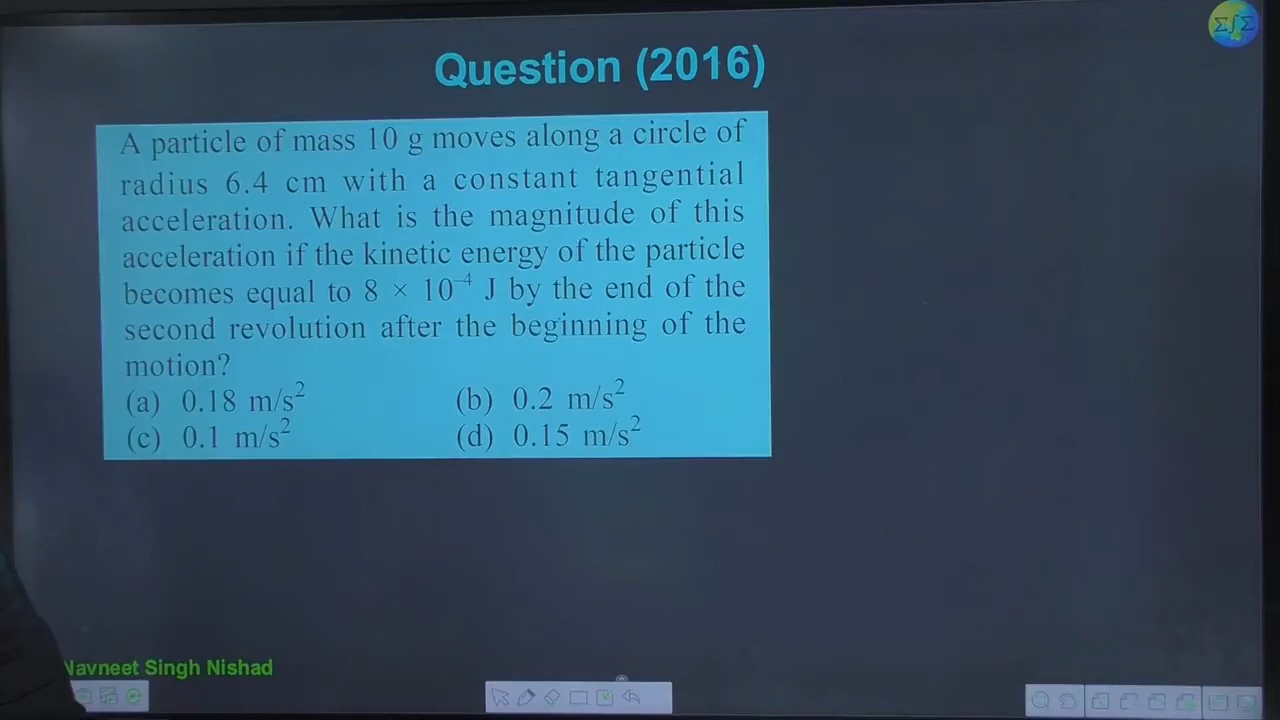 ΣʃΣ
Question (2016)
A particle of mass 10 g moves along a circle of
radius 6.4 cm with a constant tangential
acceleration. What is the magnitude of this
acceleration if the kinetic energy of the particle
becomes equal to 8 × 10⁻⁴ J by the end of the
second revolution after the beginning of the
motion?
(a) 0.18 m/s² (b) 0.2 m/s²
(c) 0.1 m/s² (d) 0.15 m/s²
Navneet Singh Nishad